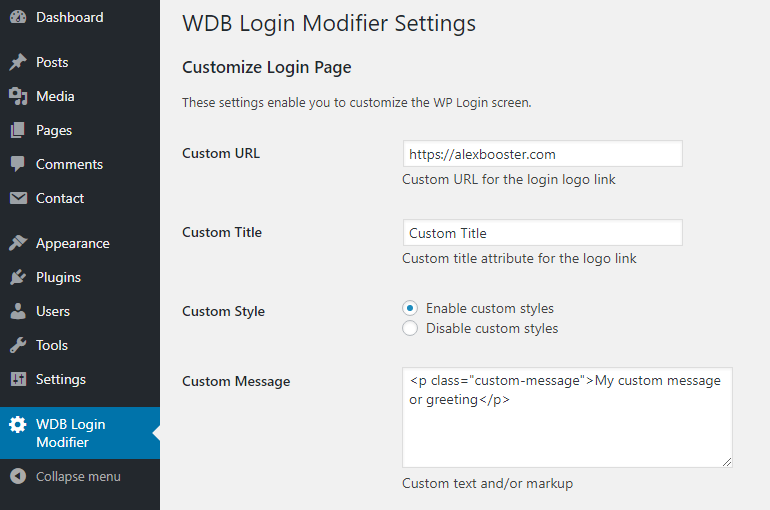 Dashboard
Posts
Media
Pages
Comments
Contact
Appearance
Plugins
Users
Tools
Settings
WDB Login
Modifier
Collapse menu
WDB Login Modifier Settings
Customize Login Page
These settings enable you to customize the WP Login screen.
Custom URL
https://alexbooster.com
Custom URL for the login logo link
Custom Title
Custom Title
Custom title attribute for the logo link
Custom Style
Enable custom styles
Disable custom styles
Custom Message
<p class="custom-message">My custom message
or greeting</p>
Custom text and/or markup